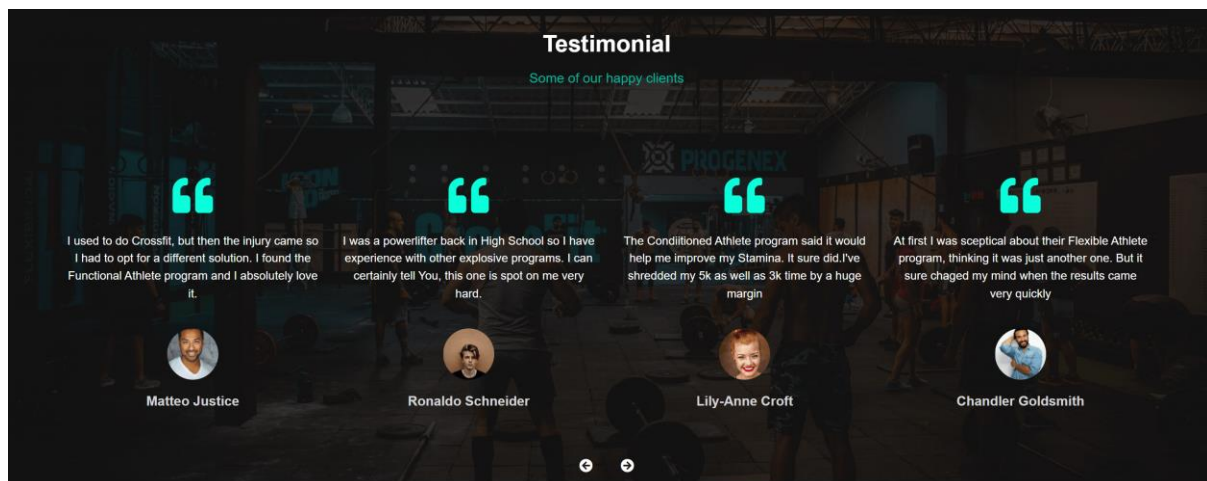 Testimonial
Some of our happy clients
PROGENEX
I used to do Crossfit, but then the injury came so
I had to opt for a different solution. I found the
Functional Athlete program and I absolutely love
it.
Matteo Justice
I was a powerlifter back in High School so I have
experience with other explosive programs. I can
certainly tell You, this one is spot on me very
hard.
Ronaldo Schneider
The Condiitioned Athlete program said it would
help me improve my Stamina. It sure did.I've
shredded my 5k as well as 3k time by a huge
margin
Lily-Anne Croft
At first I was sceptical about their Flexible Athlete
program, thinking it was just another one. But it
sure chaged my mind when the results came
very quickly
Chandler Goldsmith